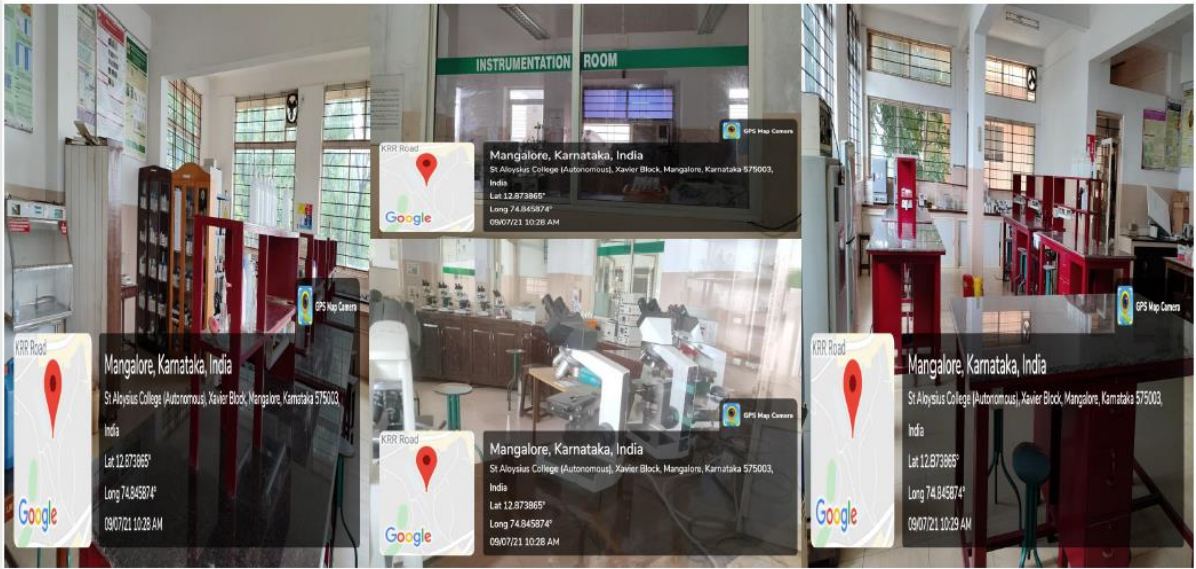 KRR Road
Google
GPS Map Camera
Mangalore, Karnataka, India
St Aloysius College (Autonomous), Xavier Block, Mangalore, Karnataka 575003,
India
Lat 12.873865°
Long 74.845874°
09/07/21 10:28 AM
INSTRUMENTATION ROOM
GPS Map Camera
KRR Road
Google
Mangalore, Karnataka, India
St Aloysius College (Autonomous), Xavier Block, Mangalore, Karnataka 575003,
India
Lat 12.873865°
Long 74.845874°
09/07/21 10:28 AM
GPS Map Camera
KRR Road
Google
Mangalore, Karnataka, India
St Aloysius College (Autonomous), Xavier Block, Mangalore, Karnataka 575003,
India
Lat 12.873865°
Long 74.845874°
09/07/21 10:28 AM
GPS Map Camera
KRR Road
Google
Mangalore, Karnataka, India
St Aloysius College (Autonomous), Xavier Block, Mangalore, Karnataka 575003,
India
Lat 12.873865°
Long 74.845874°
09/07/21 10:29 AM